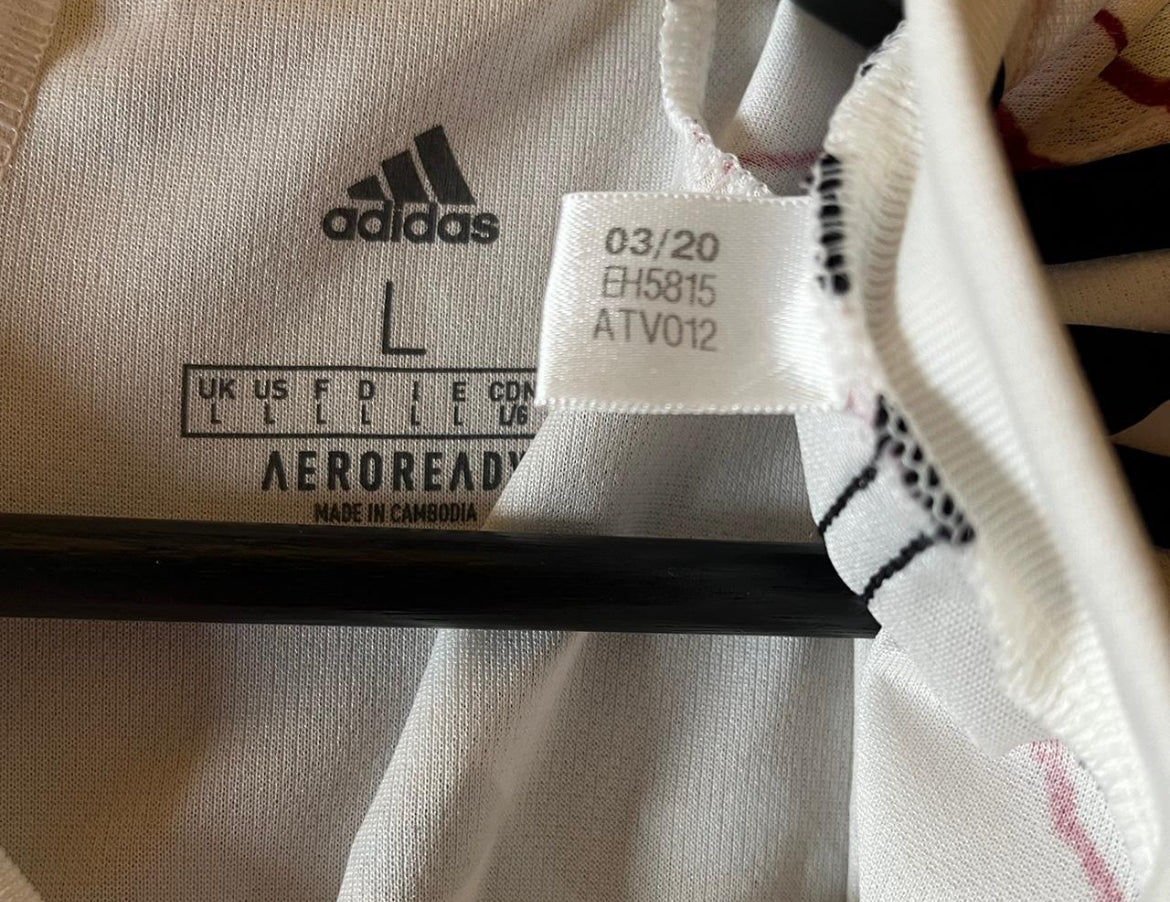 adidas
L
UK US F D I E CDN
L L L L L L L/G
AEROREADY
MADE IN CAMBODIA
03/20
EH5815
ATV012